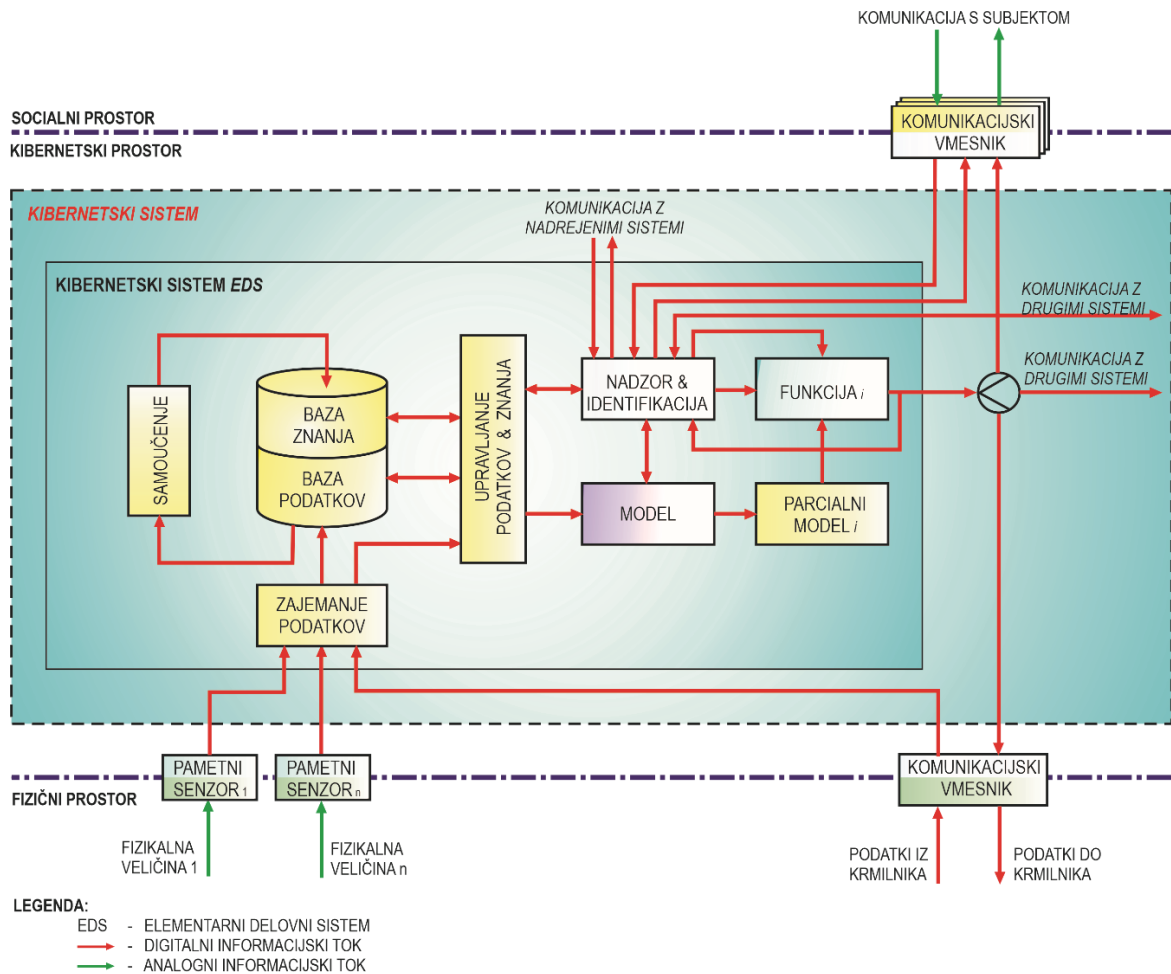 KOMUNIKACIJA S SUBJEKTOM
SOCIALNI PROSTOR
KIBERNETSKI PROSTOR
KOMUNIKACIJSKI
VMESNIK
KIBERNETSKI SISTEM
KOMUNIKACIJA Z
NADREJENIMI SISTEMI
KIBERNETSKI SISTEM EDS
KOMUNIKACIJA Z
DRUGIMI SISTEMI
KOMUNIKACIJA Z
DRUGIMI SISTEMI
SAMOUČENJE
BAZA
ZNANJA
BAZA
PODATKOV
UPRAVLJANJE
PODATKOV & ZNANJA
NADZOR &
IDENTIFIKACIJA
FUNKCIJA i
MODEL
PARCIALNI
MODEL i
ZAJEMANJE
PODATKOV
PAMETNI
SENZOR 1
PAMETNI
SENZOR n
KOMUNIKACIJSKI
VMESNIK
FIZIČNI PROSTOR
FIZIKALNA
VELIČINA 1
FIZIKALNA
VELIČINA n
PODATKI IZ
KRMILNIKA
PODATKI DO
KRMILNIKA
LEGENDA:
EDS - ELEMENTARNI DELOVNI SISTEM
- DIGITALNI INFORMACIJSKI TOK
- ANALOGNI INFORMACIJSKI TOK